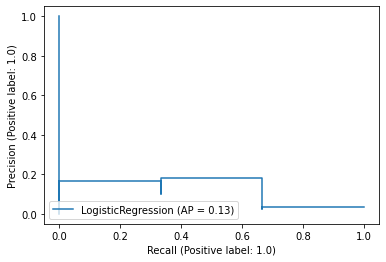 1.0
0.8
0.6
0.4
0.2
0.0
Precision (Positive label: 1.0)
LogisticRegression (AP = 0.13)
0.0 0.2 0.4 0.6 0.8 1.0
Recall (Positive label: 1.0)